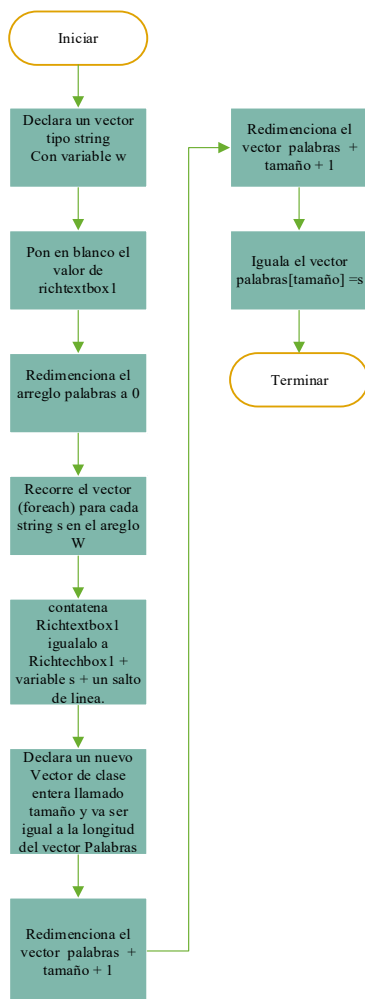 Iniciar
Declara un vector
tipo string
Con variable w
Pon en blanco el
valor de
richtextbox1
Redimenciona el
arreglo palabras a 0
Recorre el vector
(foreach) para cada
string s en el areglo
W
contatena
Richtextbox1
igualalo a
Richtechbox1 +
variable s + un salto
de linea.
Declara un nuevo
Vector de clase
entera llamado
tamaño y va ser
igual a la longitud
del vector Palabras
Redimenciona el
vector palabras +
tamaño + 1
Redimenciona el
vector palabras +
tamaño + 1
Iguala el vector
palabras[tamaño] =s
Terminar